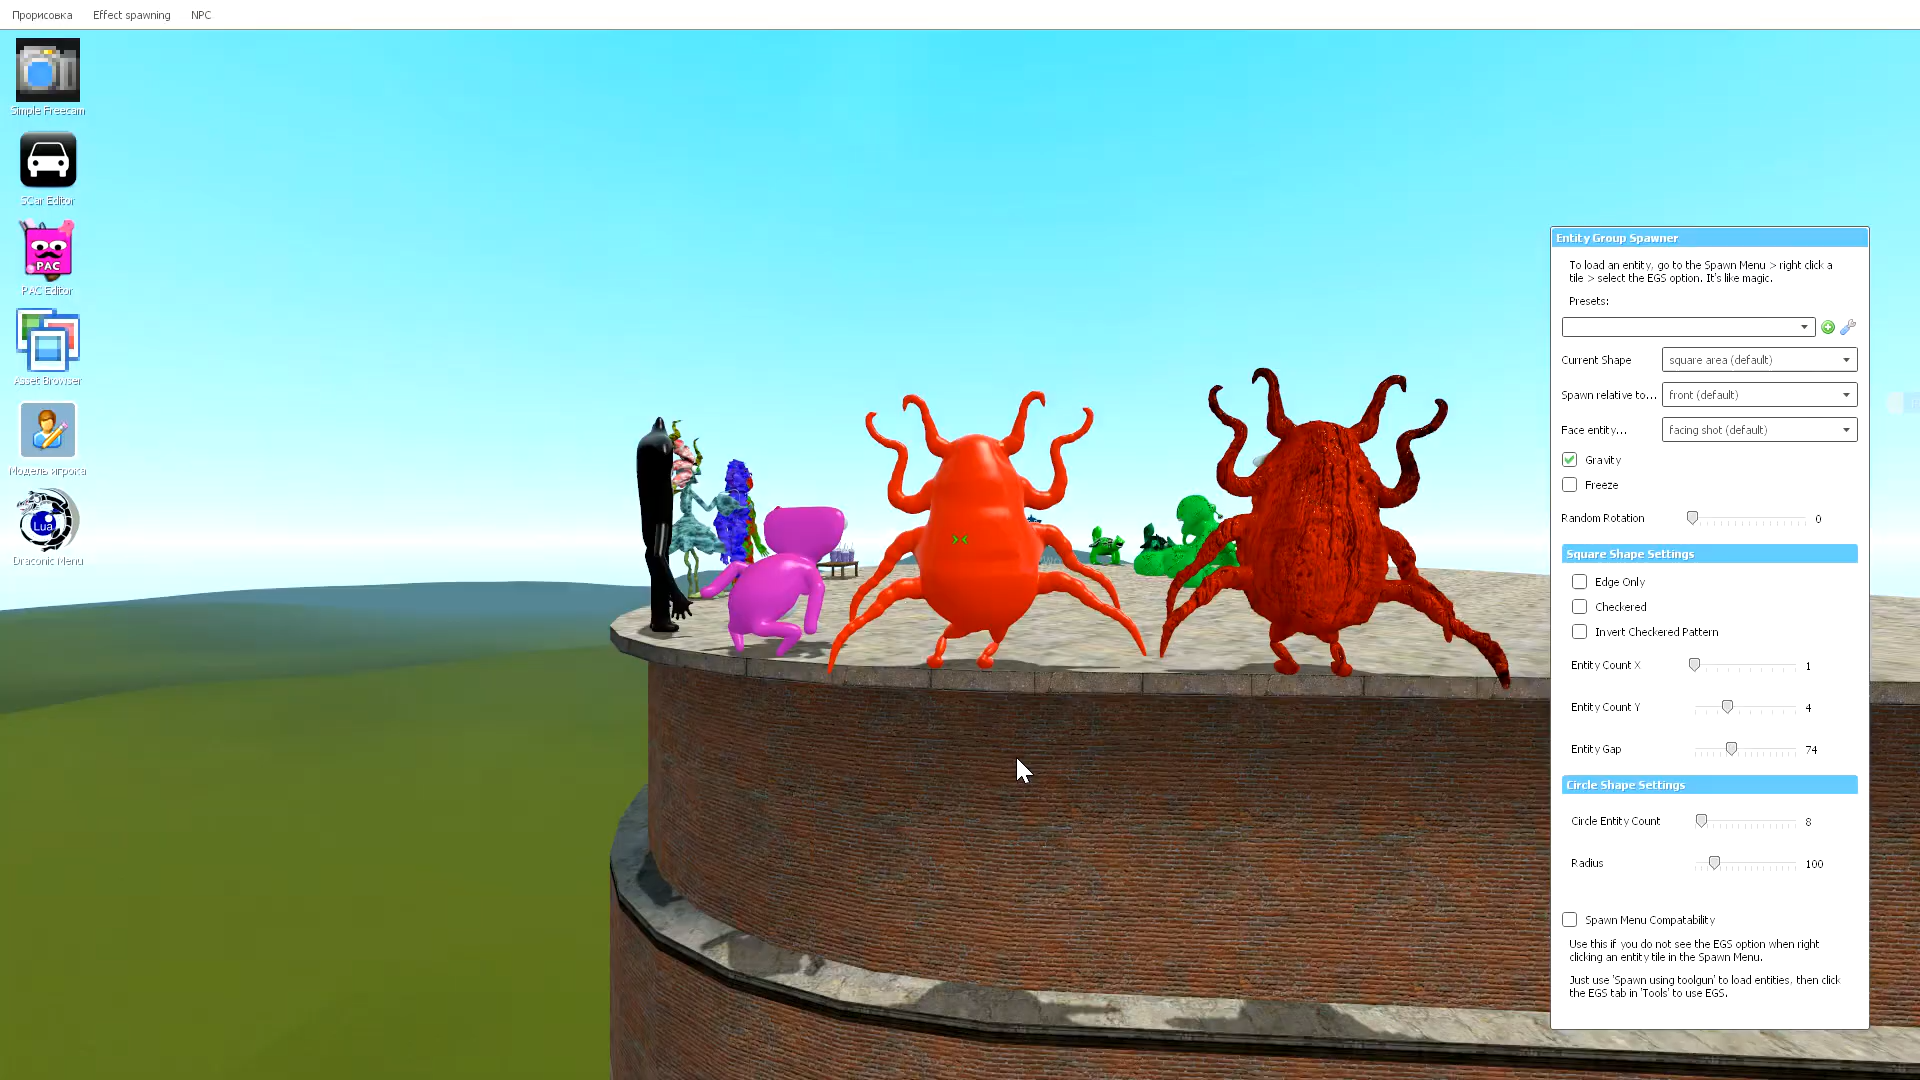 Прорисовка Effect spawning NPC
Simple Freecam
SCar Editor
PAC
PAC Editor
Asset Browser
Модель игрока
Lua
Draconic Menu
Entity Group Spawner
To load an entity, go to the Spawn Menu > right click a
tile > select the EGS option. It's like magic.
Presets:
Current Shape square area (default)
Spawn relative to... front (default)
Face entity... facing shot (default)
Gravity
Freeze
Random Rotation 0
Square Shape Settings
Edge Only
Checkered
Invert Checkered Pattern
Entity Count X 1
Entity Count Y 4
Entity Gap 74
Circle Shape Settings
Circle Entity Count 8
Radius 100
Spawn Menu Compatability
Use this if you do not see the EGS option when right
clicking an entity tile in the Spawn Menu.
Just use 'Spawn using toolgun' to load entities, then click
the EGS tab in 'Tools' to use EGS.